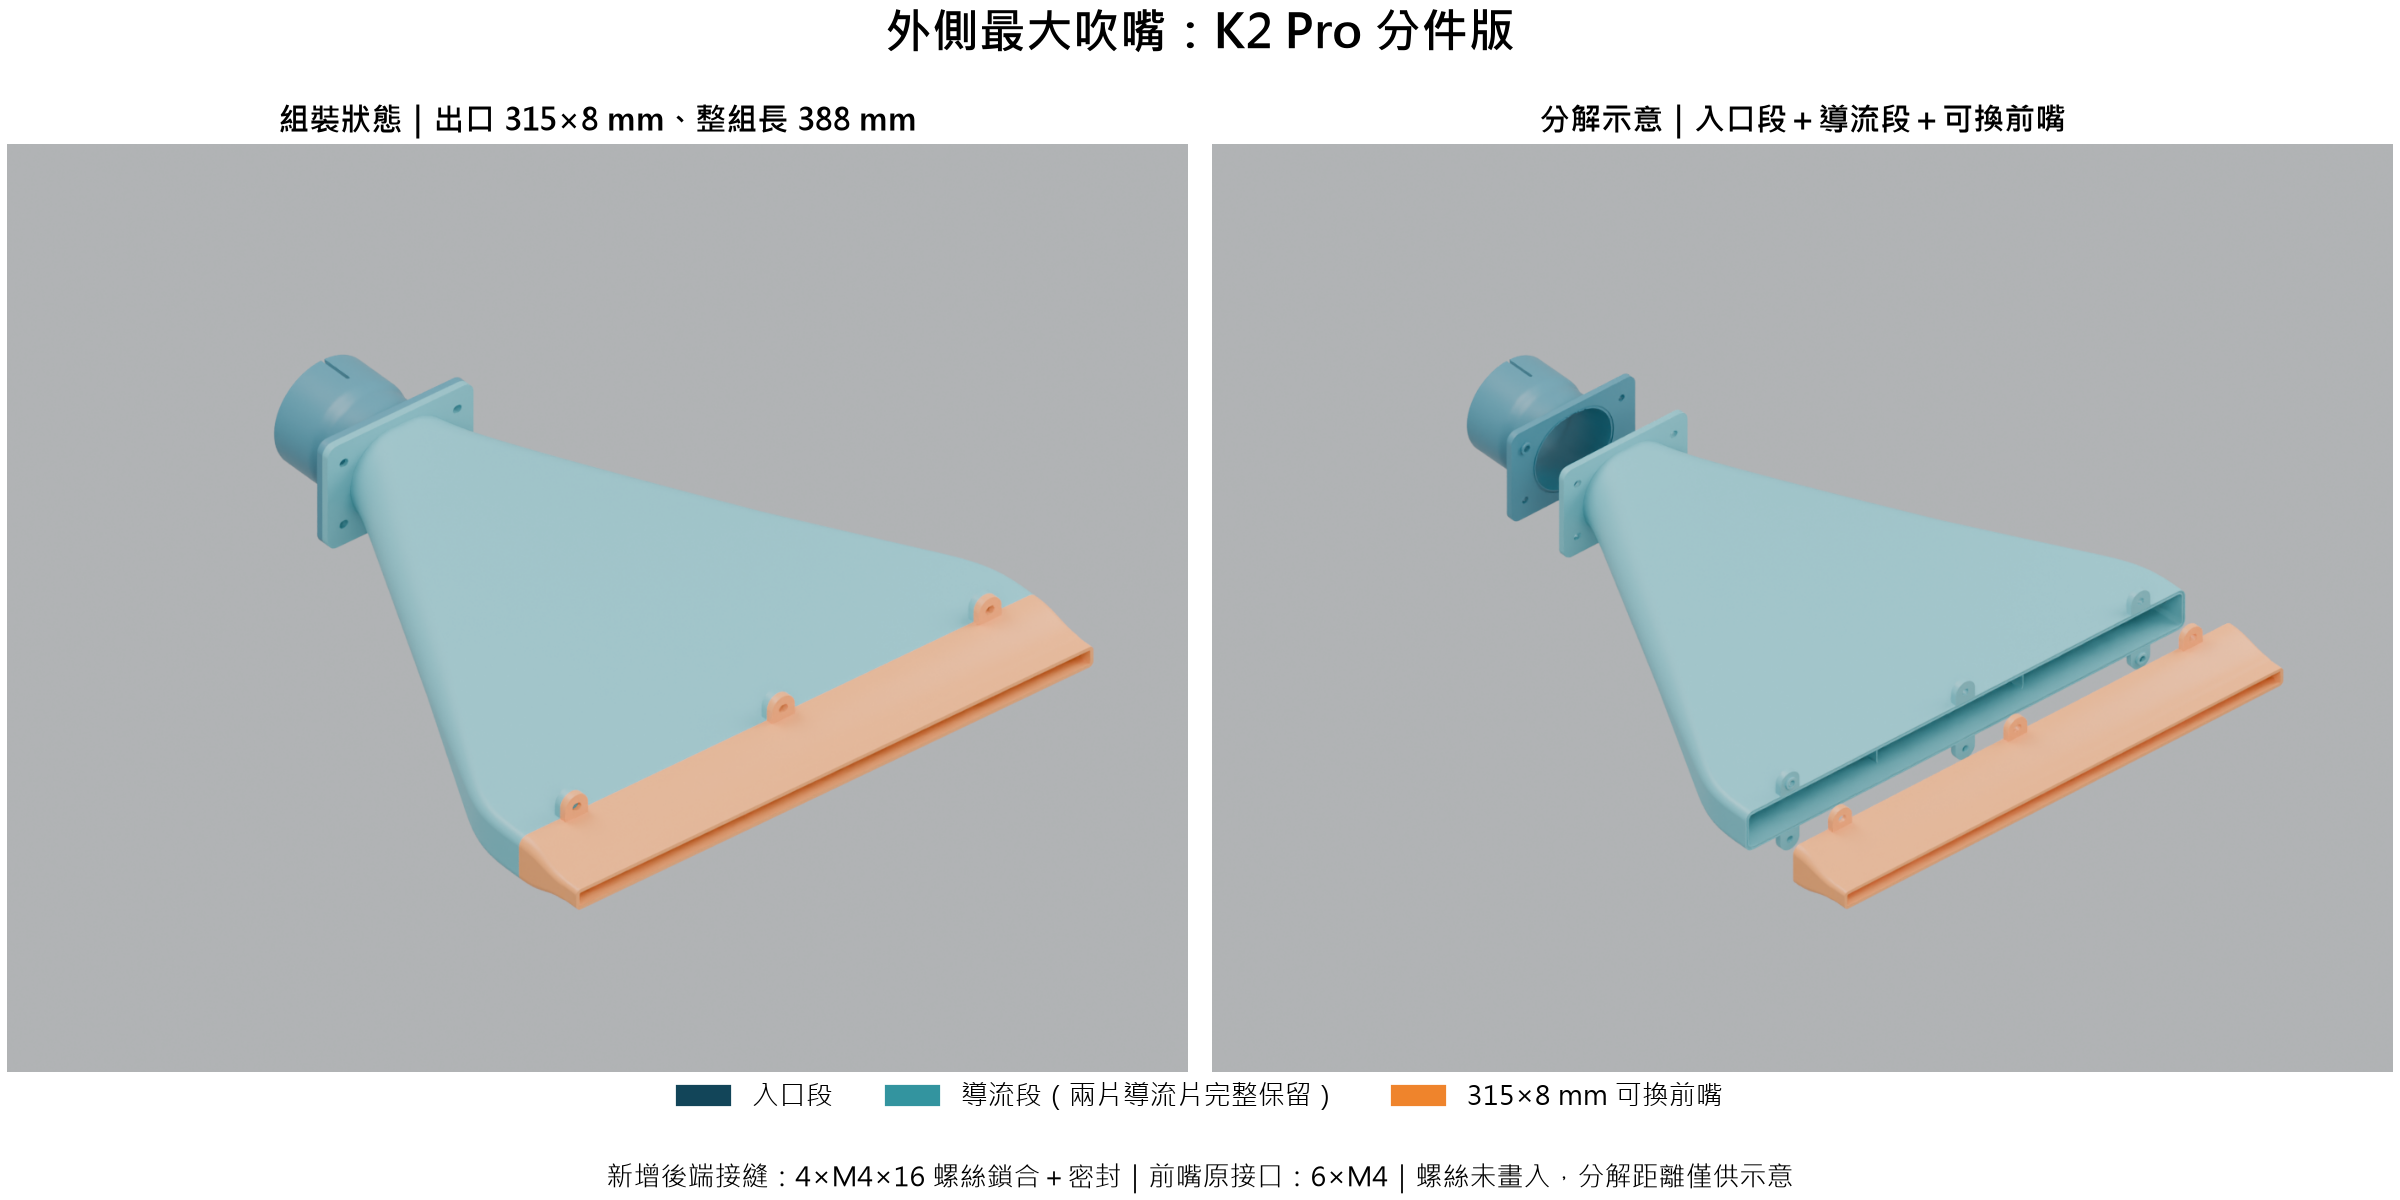 外側最大吹嘴：K2 Pro 分件版
組裝狀態｜出口 315×8 mm、整組長 388 mm
分解示意｜入口段＋導流段＋可換前嘴
入口段
導流段（兩片導流片完整保留）
315×8 mm 可換前嘴
新增後端接縫：4×M4×16 螺絲鎖合＋密封｜前嘴原接口：6×M4｜螺絲未畫入，分解距離僅供示意